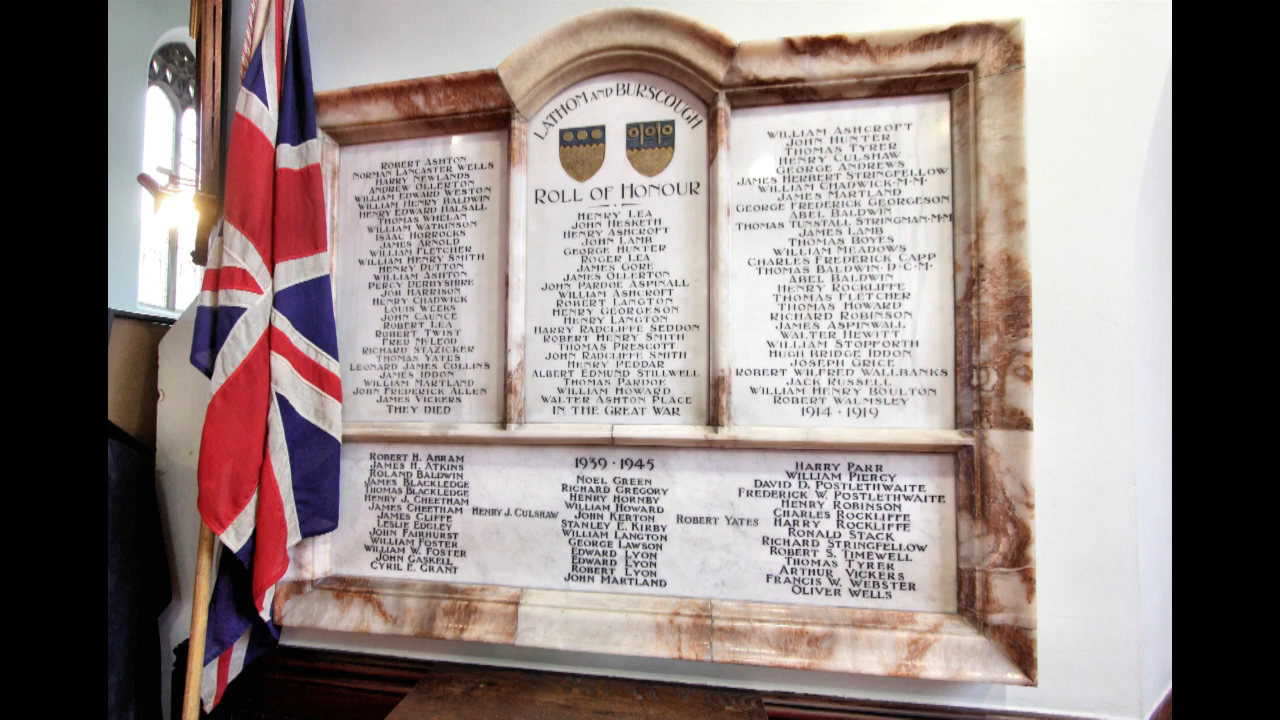 LATHOM AND BURSCOUGH
ROLL OF HONOUR
ROBERT ASHTON
NORMAN LANCASTER WELLS
HARRY NEWLANDS
ANDREW OLLERTON
WILLIAM EDWARD WESTON
WILLIAM HENRY BALDWIN
HENRY EDWARD HALSALL
THOMAS WHELAN
WILLIAM WATKINSON
ISAAC HORROCKS
JAMES ARNOLD
WILLIAM FLETCHER
WILLIAM HENRY SMITH
HENRY DUTTON
WILLIAM ASHTON
PERCY DERBYSHIRE
JOB HARRISON
HENRY CHADWICK
LOUIS WEEKS
JOHN CAUNCE
ROBERT LEA
ROBERT TWIST
FRED McLEOD
RICHARD STAZICKER
THOMAS YATES
LEONARD JAMES COLLINS
JAMES IDDON
WILLIAM MARTLAND
JOHN FREDERICK ALLEN
JAMES VICKERS
THEY DIED
HENRY LEA
JOHN HESKETH
HENRY ASHCROFT
JOHN LAMB
GEORGE HUNTER
ROGER LEA
JAMES GORE
JAMES OLLERTON
JOHN PARDOE ASPINALL
WILLIAM ASHCROFT
ROBERT LANGTON
HENRY GEORGESON
HENRY LANGTON
HARRY RADCLIFFE SEDDON
ROBERT HENRY SMITH
THOMAS PRESCOTT
JOHN RADCLIFFE SMITH
HENRY PEDDAR
ALBERT EDMUND STILLWELL
THOMAS PARDOE
WILLIAM HOWARD
WALTER ASHTON PLACE
IN THE GREAT WAR
WILLIAM ASHCROFT
JOHN HUNTER
THOMAS TYRER
HENRY CULSHAW
GEORGE ANDREWS
JAMES HERBERT STRINGFELLOW
WILLIAM CHADWICK·M·M·
JAMES MARTLAND
GEORGE FREDERICK GEORGESON
ABEL BALDWIN
THOMAS TUNSTALL STRINGMAN·M·M
JAMES LAMB
THOMAS BOYES
WILLIAM MEADOWS
CHARLES FREDERICK CAPP
THOMAS BALDWIN·D·C·M·
ABEL BALDWIN
HENRY ROCKLIFFE
THOMAS FLETCHER
THOMAS HOWARD
RICHARD ROBINSON
JAMES ASPINWALL
WALTER HEWITT
WILLIAM STOPFORTH
HUGH BRIDGE IDDON
JOSEPH GRICE
ROBERT WILFRED WALLBANKS
JACK RUSSELL
WILLIAM HENRY BOULTON
ROBERT WALMSLEY
1914 · 1919
ROBERT H. ABRAM
JAMES H. ATKINS
ROLAND BALDWIN
JAMES BLACKLEDGE
THOMAS BLACKLEDGE
HENRY J. CHEETHAM
JAMES CHEETHAM
JAMES CLIFFE
LESLIE EDGLEY
JOHN FAIRHURST
WILLIAM FOSTER
WILLIAM W. FOSTER
JOHN GASKELL
CYRIL E. GRANT
HENRY J. CULSHAW
1939 · 1945
NOEL GREEN
RICHARD GREGORY
HENRY HORNBY
WILLIAM HOWARD
JOHN KERTON
STANLEY E. KIRBY
WILLIAM LANGTON
GEORGE LAWSON
EDWARD LYON
EDWARD LYON
ROBERT LYON
JOHN MARTLAND
ROBERT YATES
HARRY PARR
WILLIAM PIERCY
DAVID D. POSTLETHWAITE
FREDERICK W. POSTLETHWAITE
HENRY ROBINSON
CHARLES ROCKLIFFE
HARRY ROCKLIFFE
RONALD STACK
RICHARD STRINGFELLOW
ROBERT S. TIMEWELL
THOMAS TYRER
ARTHUR VICKERS
FRANCIS W. WEBSTER
OLIVER WELLS